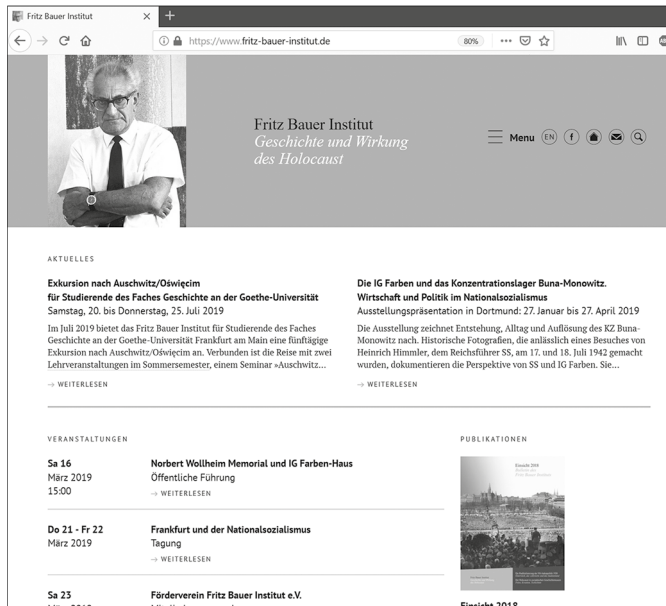 Fritz Bauer Institut
https://www.fritz-bauer-institut.de
80%
Fritz Bauer Institut
Geschichte und Wirkung
des Holocaust
Menu
EN
f
AKTUELLES
Exkursion nach Auschwitz/Oświęcim
für Studierende des Faches Geschichte an der Goethe-Universität
Samstag, 20. bis Donnerstag, 25. Juli 2019
Im Juli 2019 bietet das Fritz Bauer Institut für Studierende des Faches
Geschichte an der Goethe-Universität Frankfurt am Main eine fünftägige
Exkursion nach Auschwitz/Oświęcim an. Verbunden ist die Reise mit zwei
Lehrveranstaltungen im Sommersemester, einem Seminar »Auschwitz…
→ WEITERLESEN
Die IG Farben und das Konzentrationslager Buna-Monowitz.
Wirtschaft und Politik im Nationalsozialismus
Ausstellungspräsentation in Dortmund: 27. Januar bis 27. April 2019
Die Ausstellung zeichnet Entstehung, Alltag und Auflösung des KZ Buna-
Monowitz nach. Historische Fotografien, die anlässlich eines Besuches von
Heinrich Himmler, dem Reichsführer SS, am 17. und 18. Juli 1942 gemacht
wurden, dokumentieren die Perspektive von SS und IG Farben. Sie…
→ WEITERLESEN
VERANSTALTUNGEN
Sa 16
März 2019
15:00
Norbert Wollheim Memorial und IG Farben-Haus
Öffentliche Führung
→ WEITERLESEN
Do 21 - Fr 22
März 2019
Frankfurt und der Nationalsozialismus
Tagung
→ WEITERLESEN
Sa 23
Förderverein Fritz Bauer Institut e.V.
PUBLIKATIONEN
Einsicht 2018
Einsicht 2018